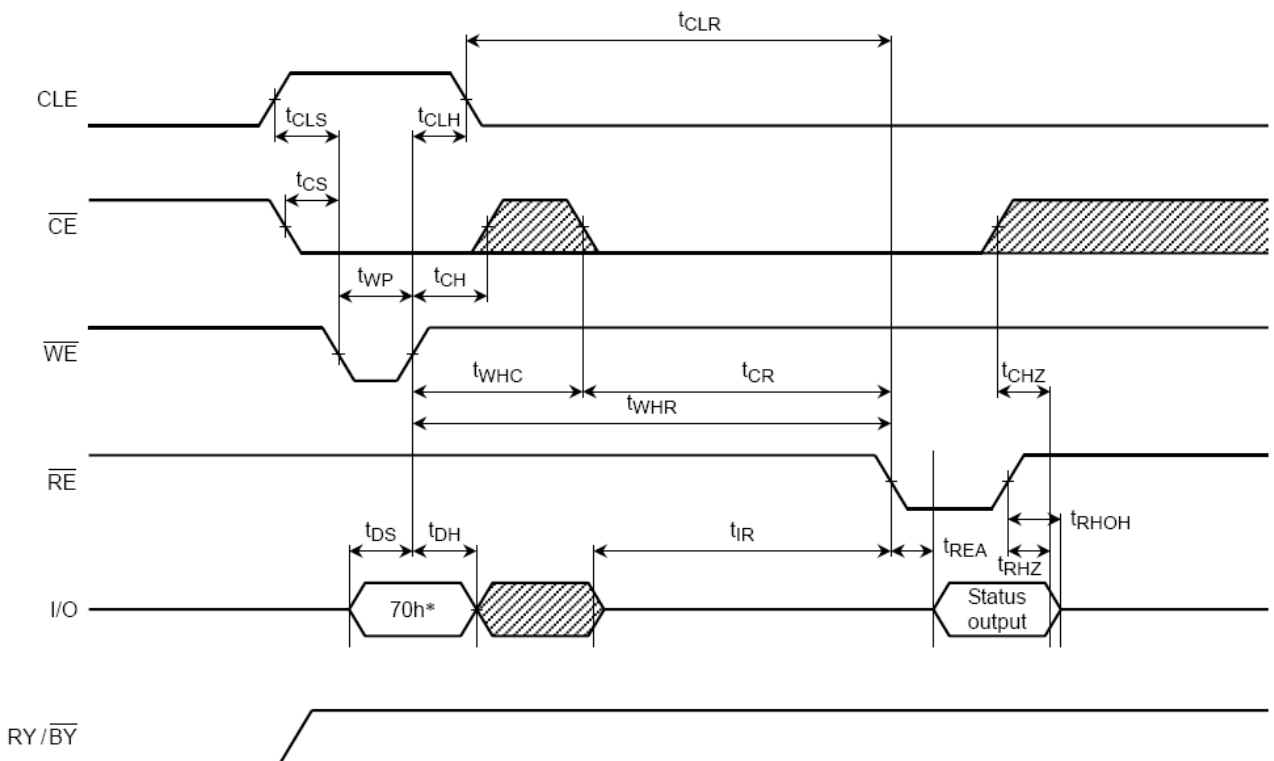 tCLR
CLE
tCLS
tCLH
tCS
CE
tWP
tCH
WE
tWHC
tCR
tCHZ
tWHR
RE
tDS
tDH
tIR
tREA
tRHOH
tRHZ
I/O
70h*
Status
output
RY/BY